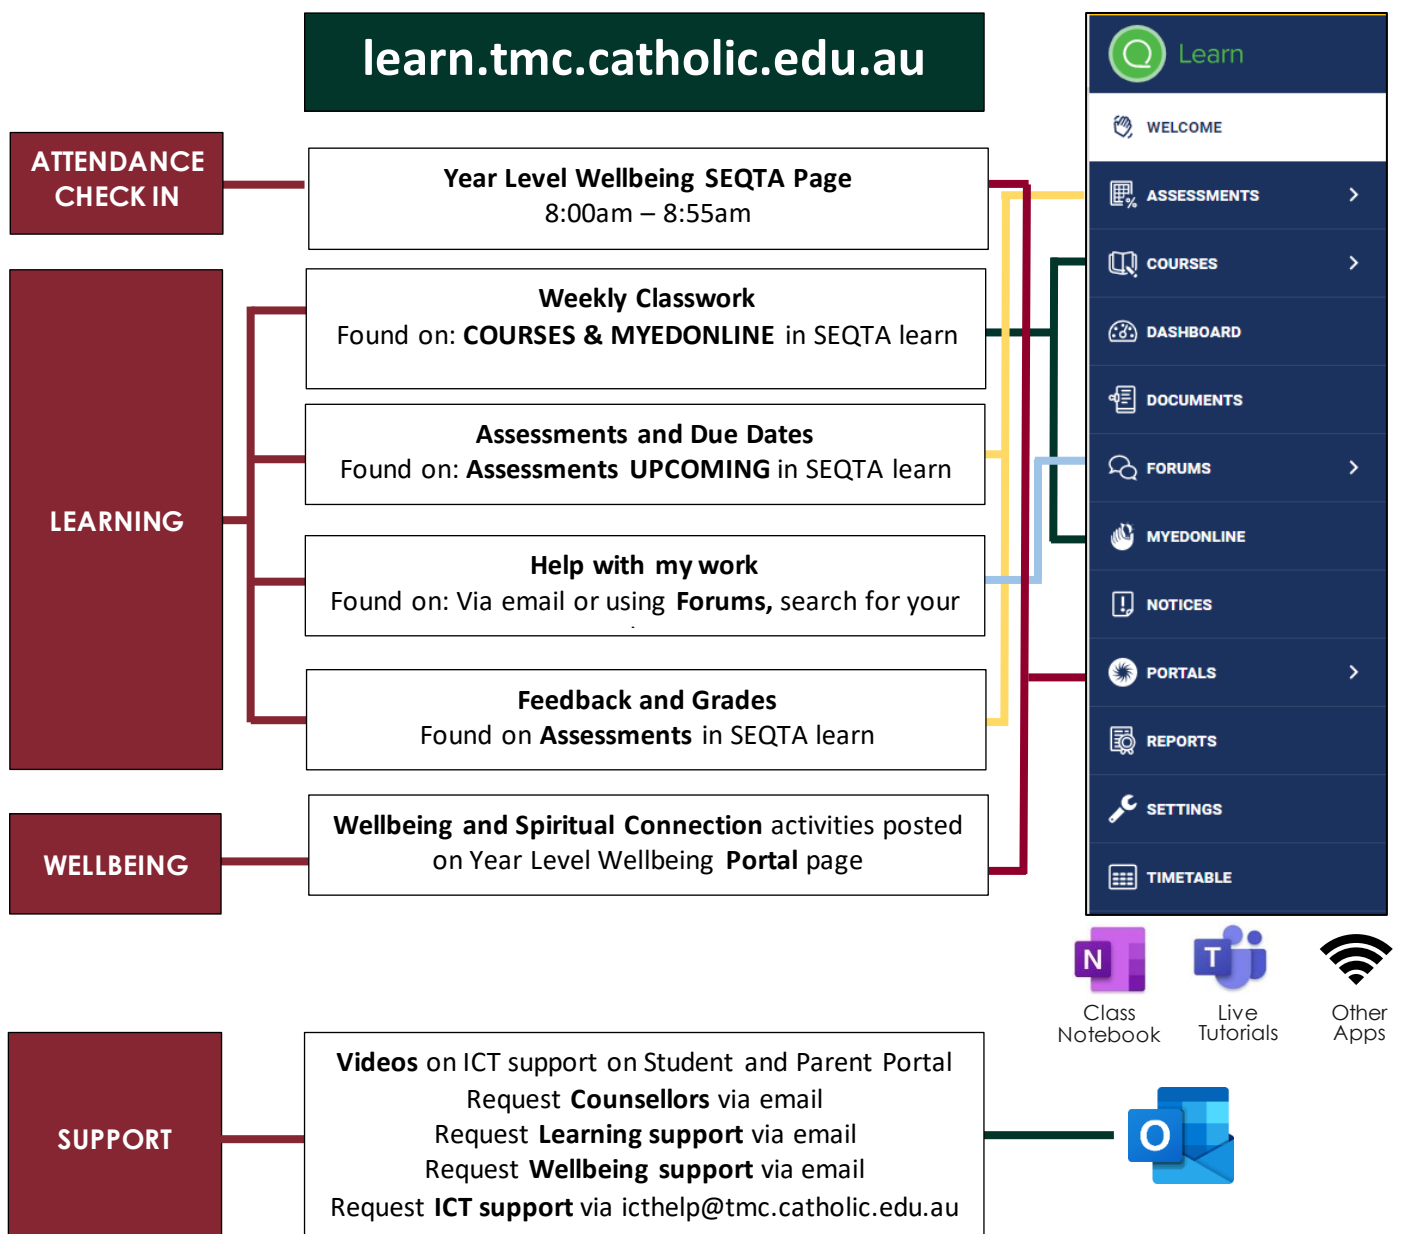 learn.tmc.catholic.edu.au
ATTENDANCE
CHECK IN
Year Level Wellbeing SEQTA Page
8:00am – 8:55am
LEARNING
Weekly Classwork
Found on: COURSES & MYEDONLINE in SEQTA learn
Assessments and Due Dates
Found on: Assessments UPCOMING in SEQTA learn
Help with my work
Found on: Via email or using Forums, search for your
Feedback and Grades
Found on Assessments in SEQTA learn
WELLBEING
Wellbeing and Spiritual Connection activities posted
on Year Level Wellbeing Portal page
SUPPORT
Videos on ICT support on Student and Parent Portal
Request Counsellors via email
Request Learning support via email
Request Wellbeing support via email
Request ICT support via icthelp@tmc.catholic.edu.au
Learn
WELCOME
ASSESSMENTS
COURSES
DASHBOARD
DOCUMENTS
FORUMS
MYEDONLINE
NOTICES
PORTALS
REPORTS
SETTINGS
TIMETABLE
N
T
Class
Notebook
Live
Tutorials
Other
Apps
O